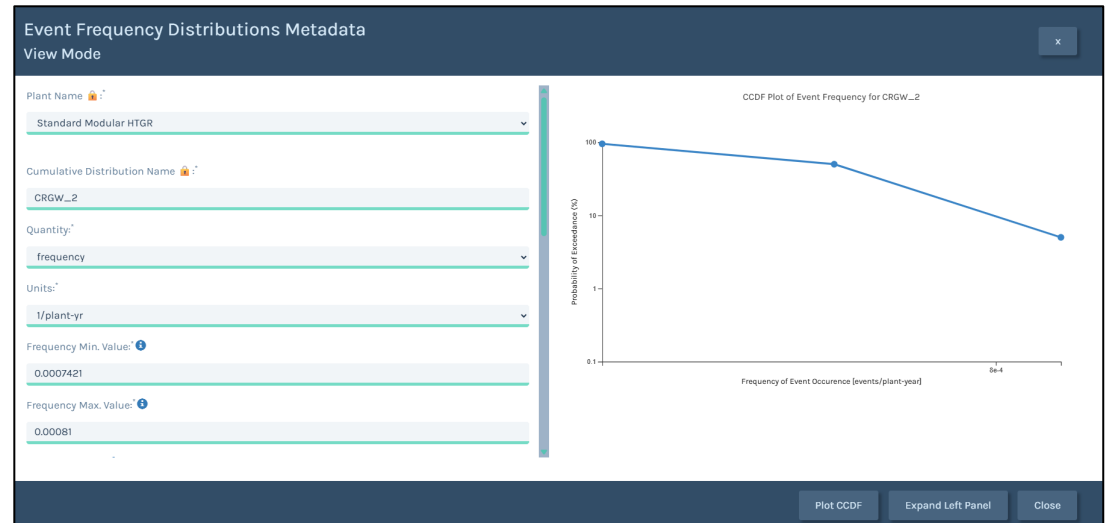 Event Frequency Distributions Metadata
View Mode
x
Plant Name 🔒:*
Standard Modular HTGR
Cumulative Distribution Name 🔒:*
CRGW_2
Quantity:*
frequency
Units:*
1/plant-yr
Frequency Min. Value:*
0.0007421
Frequency Max. Value:*
0.00081
CCDF Plot of Event Frequency for CRGW_2
100
10
1
0.1
Probability of Exceedance (%)
8e-4
Frequency of Event Occurence [events/plant-year]
Plot CCDF
Expand Left Panel
Close